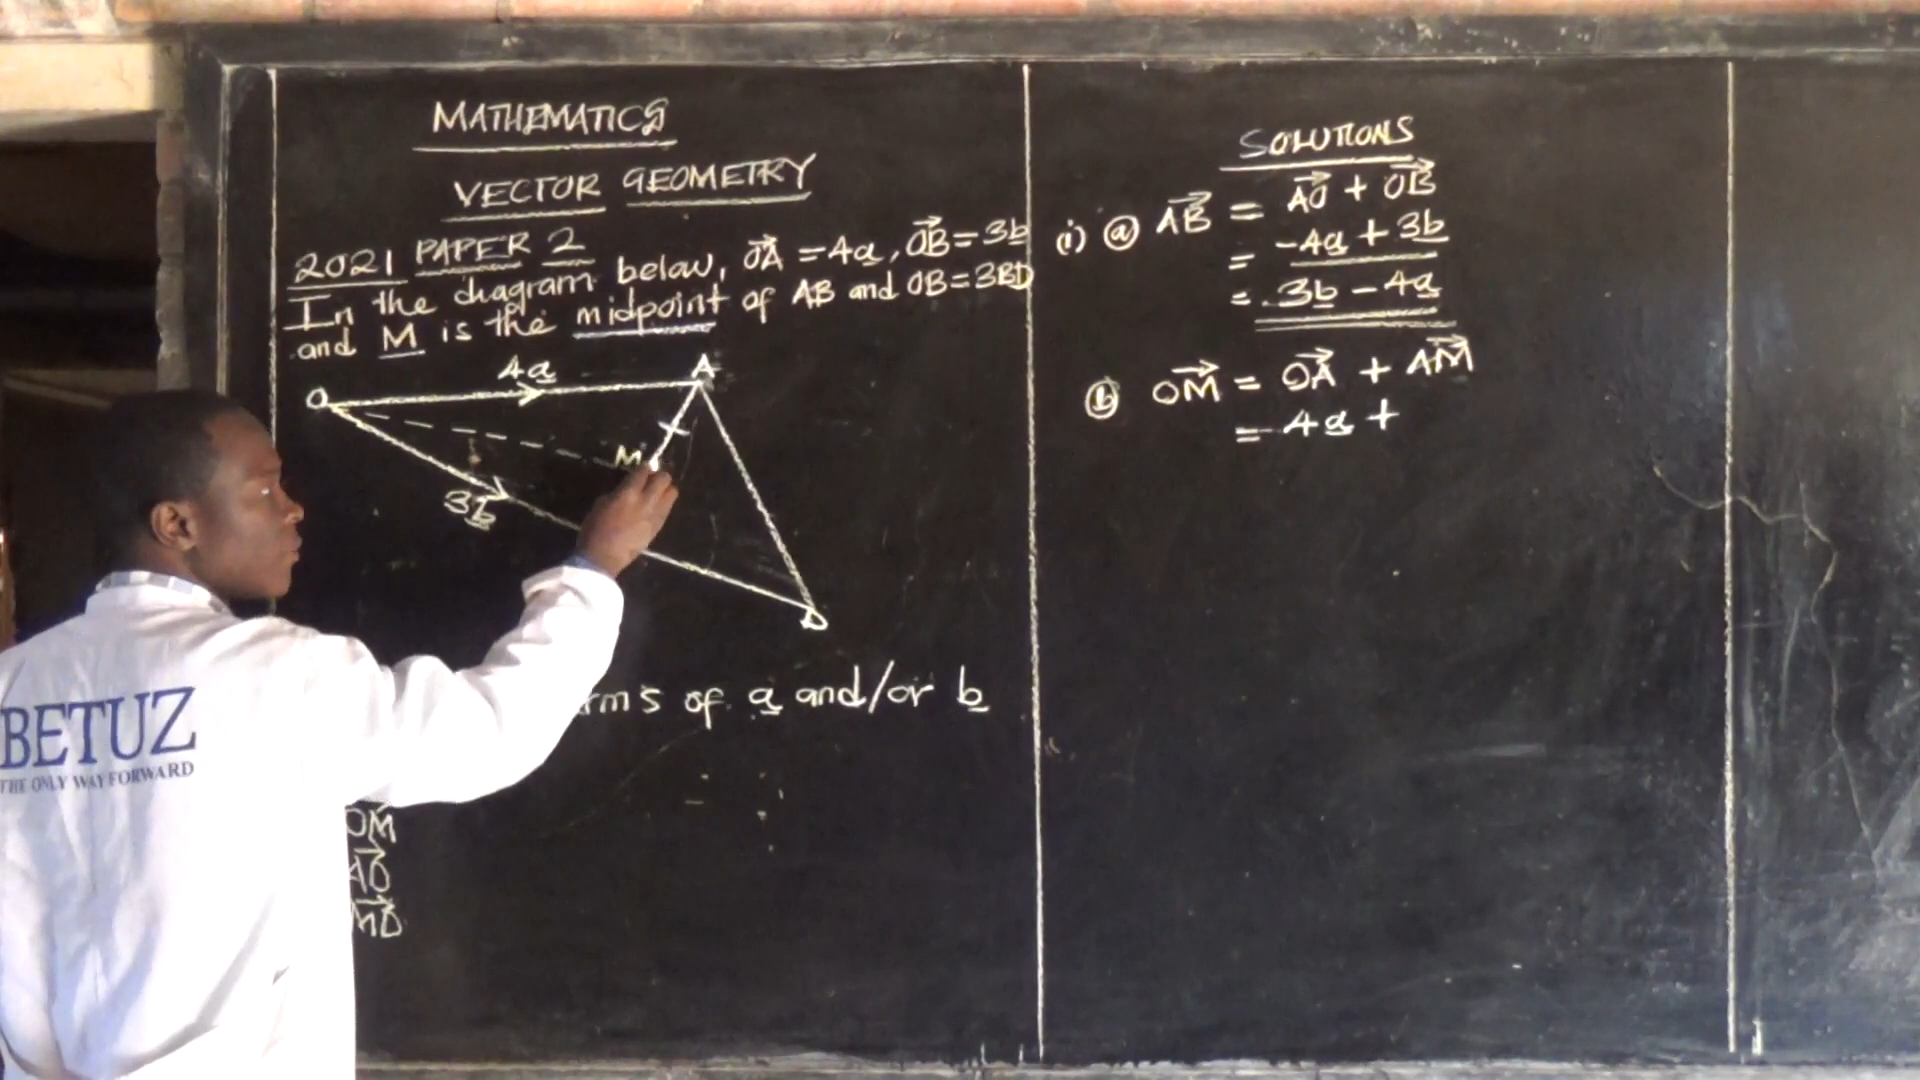 MATHEMATICS
VECTOR GEOMETRY
2021 PAPER 2
In the diagram below, OA = 4a, OB = 3b
and M is the midpoint of AB and OB = 3BD
4a
A
O
M
3b
D
rms of a and/or b
OM
MD
BETUZ
THE ONLY WAY FORWARD
SOLUTIONS
(i) (a) AB = AO + OB
= -4a + 3b
= 3b - 4a
(b) OM = OA + AM
= 4a +